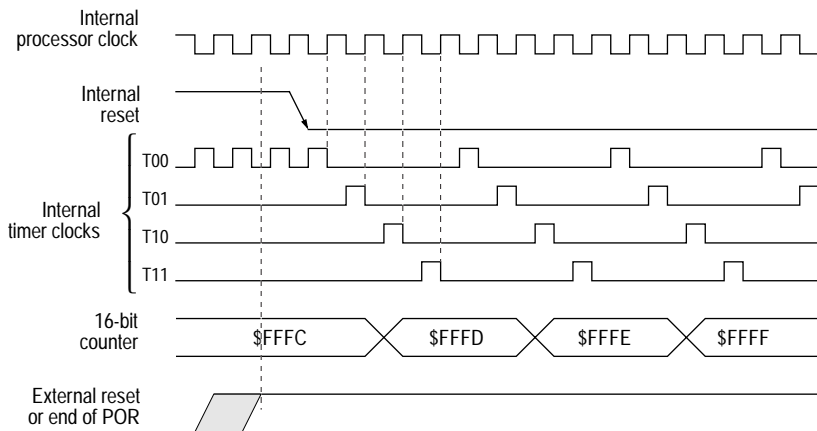 Internal
processor clock
Internal
reset
T00
T01
Internal
timer clocks
T10
T11
16-bit
counter
$FFFC
$FFFD
$FFFE
$FFFF
External reset
or end of POR